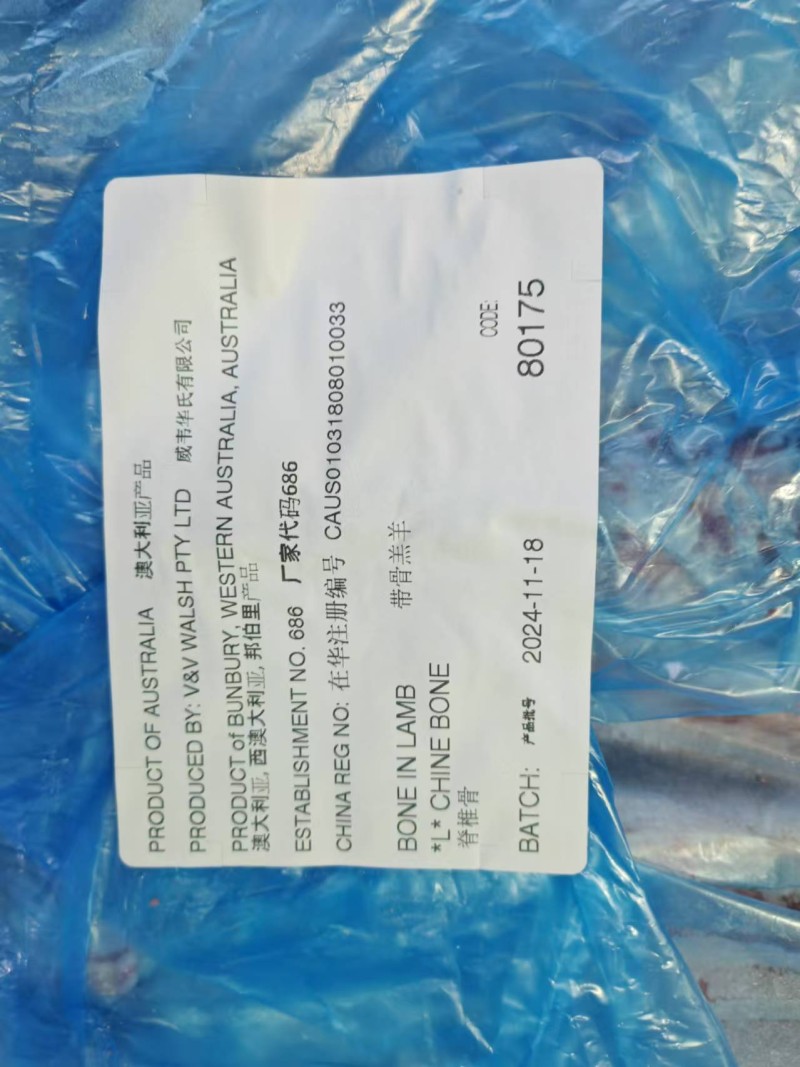 PRODUCT OF AUSTRALIA 澳大利亚产品
PRODUCED BY: V&V WALSH PTY LTD 威韦华氏有限公司
PRODUCT of BUNBURY, WESTERN AUSTRALIA, AUSTRALIA
澳大利亚, 西澳大利亚, 邦伯里产品
ESTABLISHMENT NO. 686 厂家代码686
CHINA REG NO: 在华注册编号 CAUS01031808010033
BONE IN LAMB 带骨羔羊
*L* CHINE BONE
脊椎骨
CODE:
BATCH: 产品批号 2024-11-18 80175